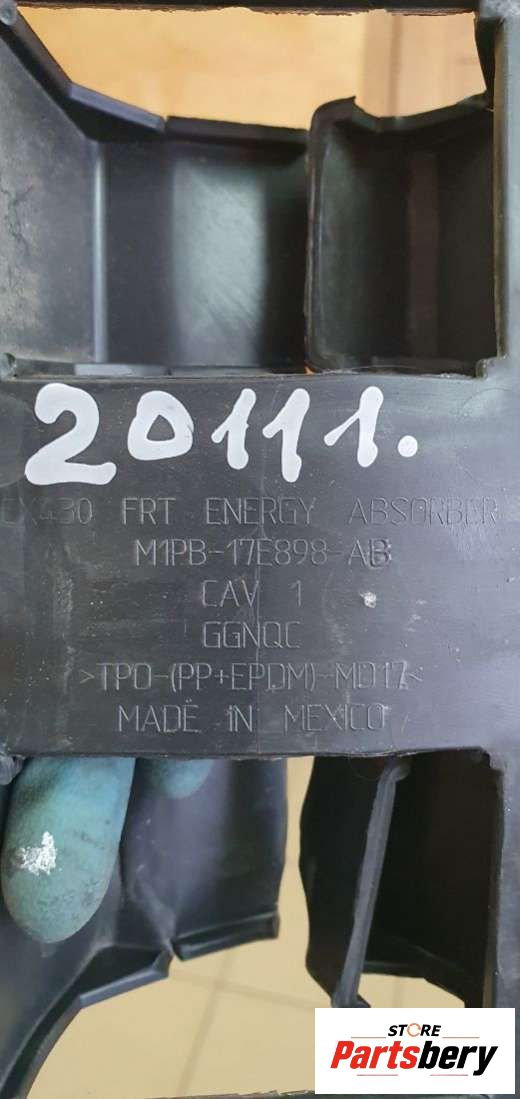 20111.
CX430 FRT ENERGY ABSORBER
M1PB-17E898-AB
CAV 1
GGNQC
>TPO-(PP+EPDM)-MD17<
MADE IN MEXICO
STORE
Partsbery